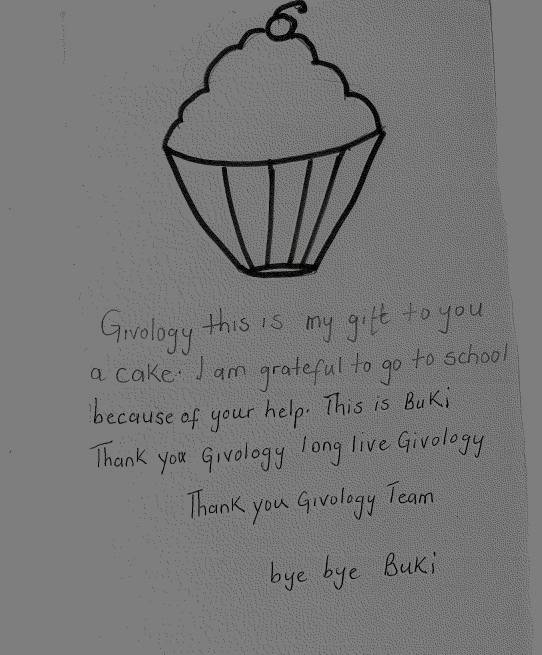 Givology this is my gift to you
a cake. I am grateful to go to school
because of your help. This is Buki
Thank you Givology long live Givology
Thank you Givology Team
bye bye Buki